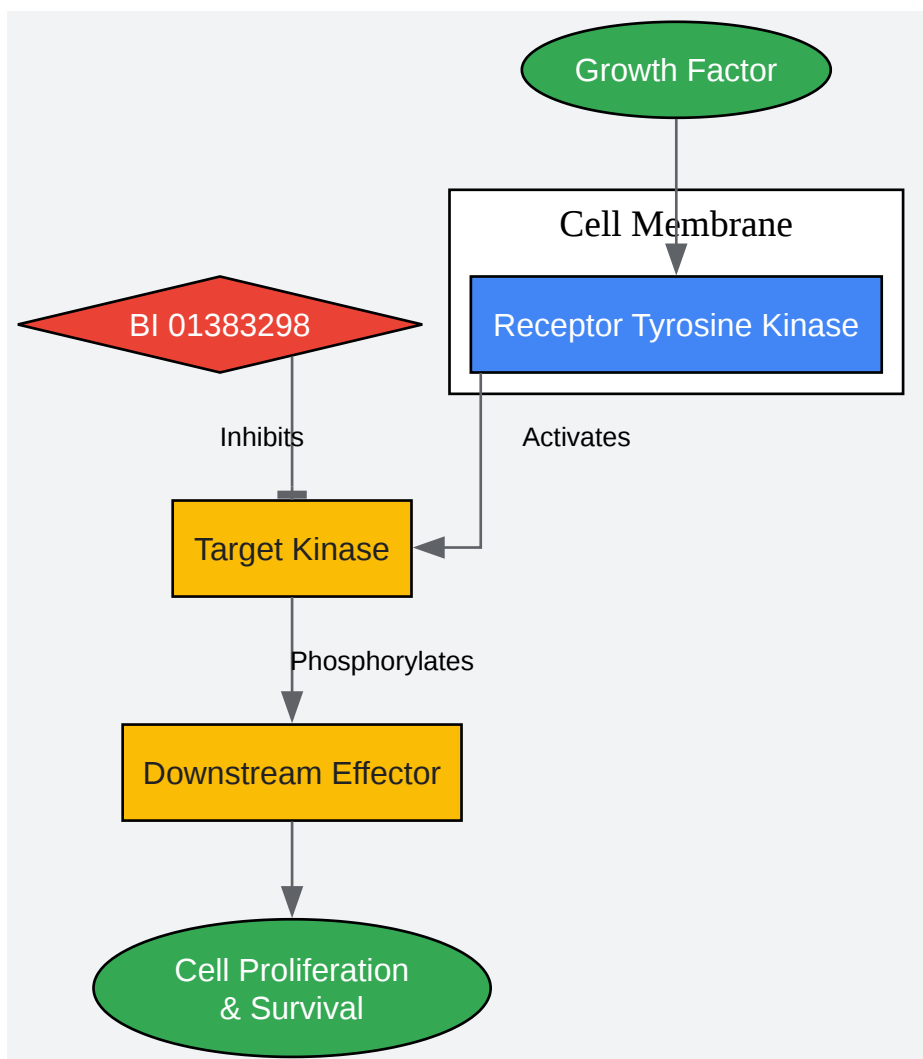 Growth Factor
Cell Membrane
BI 01383298
Receptor Tyrosine Kinase
Inhibits
Activates
Target Kinase
Phosphorylates
Downstream Effector
Cell Proliferation
& Survival